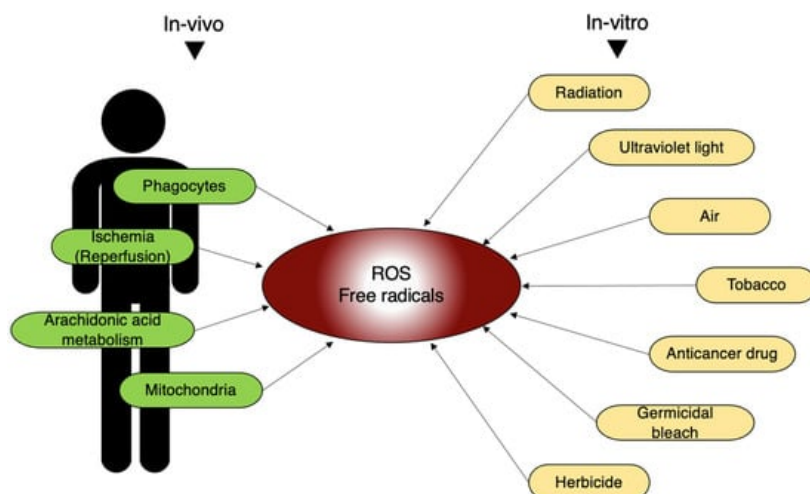 In-vivo
In-vitro
Phagocytes
Ischemia
(Reperfusion)
Arachidonic acid
metabolism
Mitochondria
ROS
Free radicals
Radiation
Ultraviolet light
Air
Tobacco
Anticancer drug
Germicidal
bleach
Herbicide